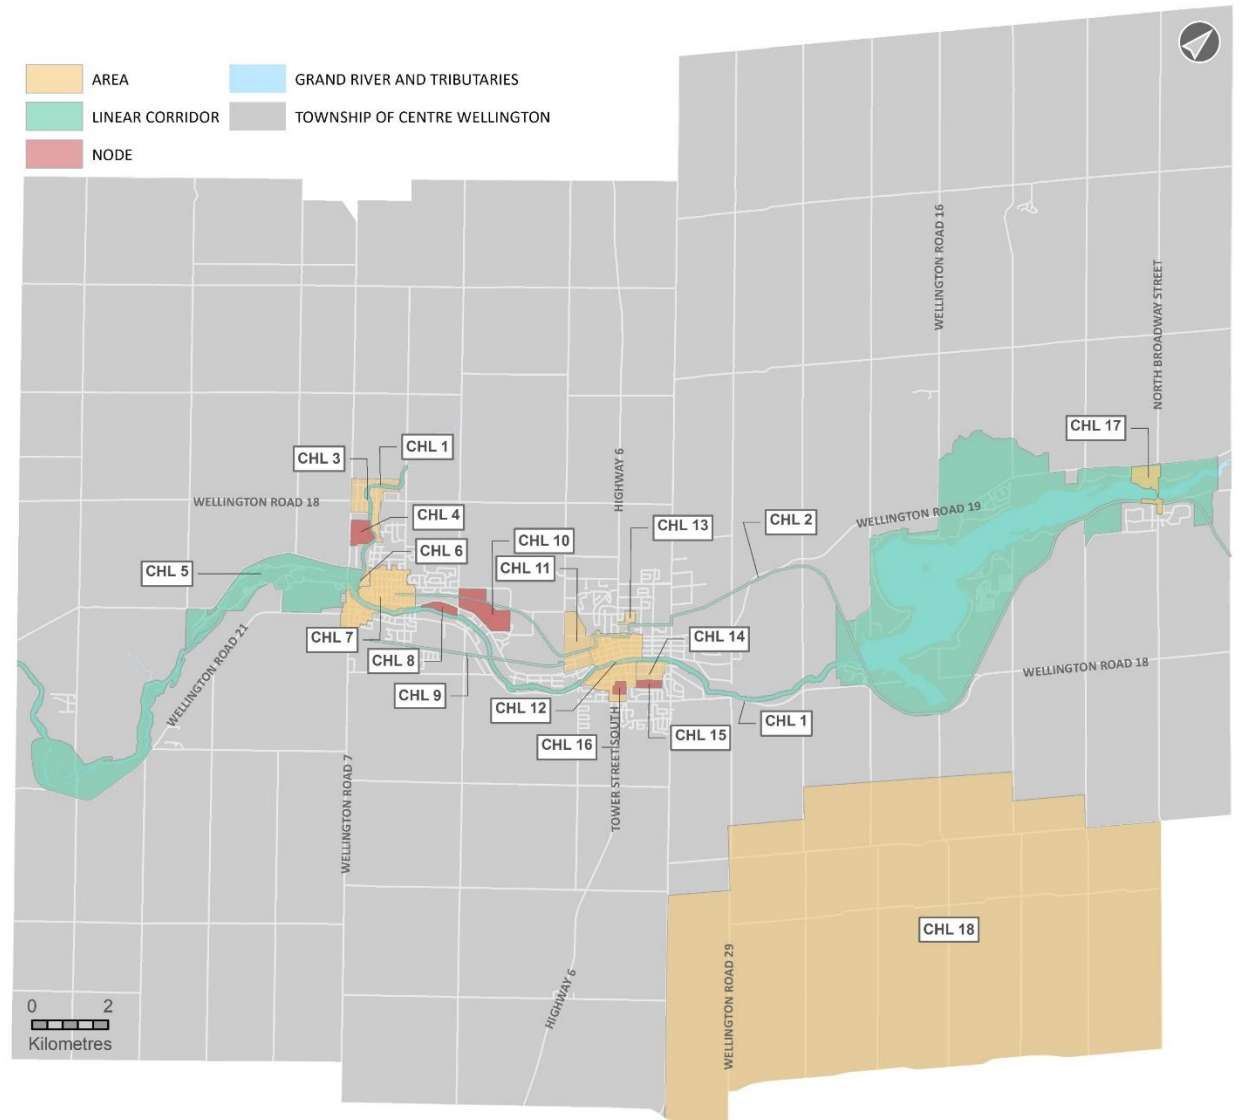 AREA
GRAND RIVER AND TRIBUTARIES
LINEAR CORRIDOR
TOWNSHIP OF CENTRE WELLINGTON
NODE
WELLINGTON ROAD 16
NORTH BROADWAY STREET
CHL 17
CHL 1
CHL 3
HIGHWAY 6
WELLINGTON ROAD 18
WELLINGTON ROAD 19
CHL 4
CHL 2
CHL 13
CHL 10
CHL 6
CHL 11
CHL 5
CHL 7
CHL 14
CHL 8
WELLINGTON ROAD 21
WELLINGTON ROAD 18
CHL 9
CHL 12
CHL 1
CHL 15
CHL 16
TOWER STREET SOUTH
WELLINGTON ROAD 7
CHL 18
WELLINGTON ROAD 29
HIGHWAY 6
0 2
Kilometres